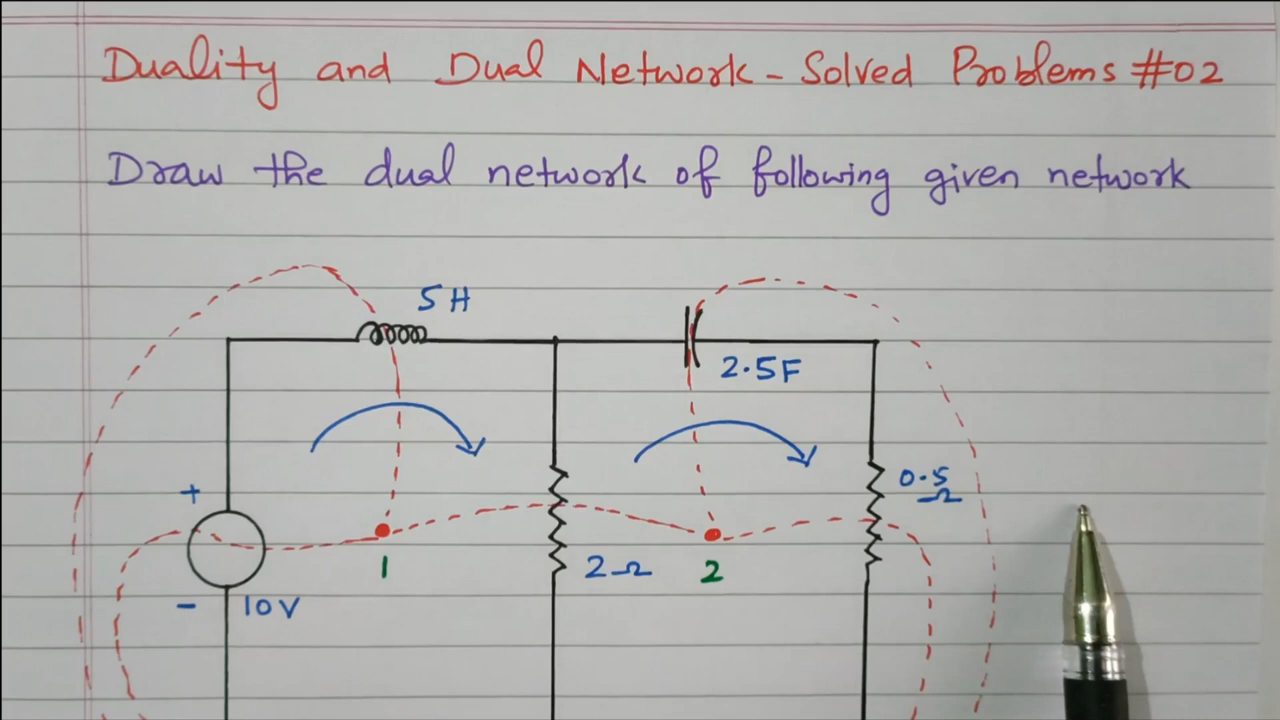 Duality and Dual Network - Solved Problems #02
Draw the dual network of following given network
5H
2.5F
+
0.5
Ω
1
2Ω
2
-
10V